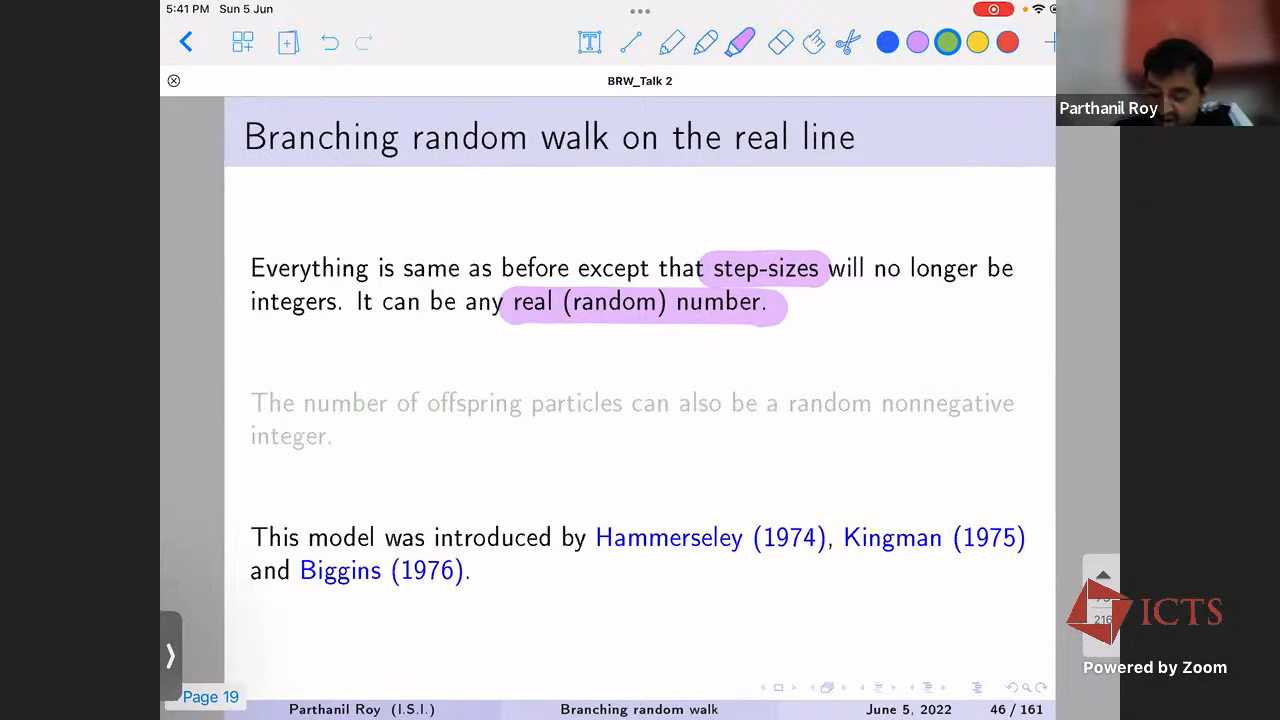 5:41 PM Sun 5 Jun
BRW_Talk 2
Parthanil Roy
Branching random walk on the real line
Everything is same as before except that step-sizes will no longer be
integers. It can be any real (random) number.
The number of offspring particles can also be a random nonnegative
integer.
This model was introduced by Hammerseley (1974), Kingman (1975)
and Biggins (1976).
216
ICTS
Powered by Zoom
Page 19
Parthanil Roy (I.S.I.) Branching random walk June 5, 2022 46 / 161